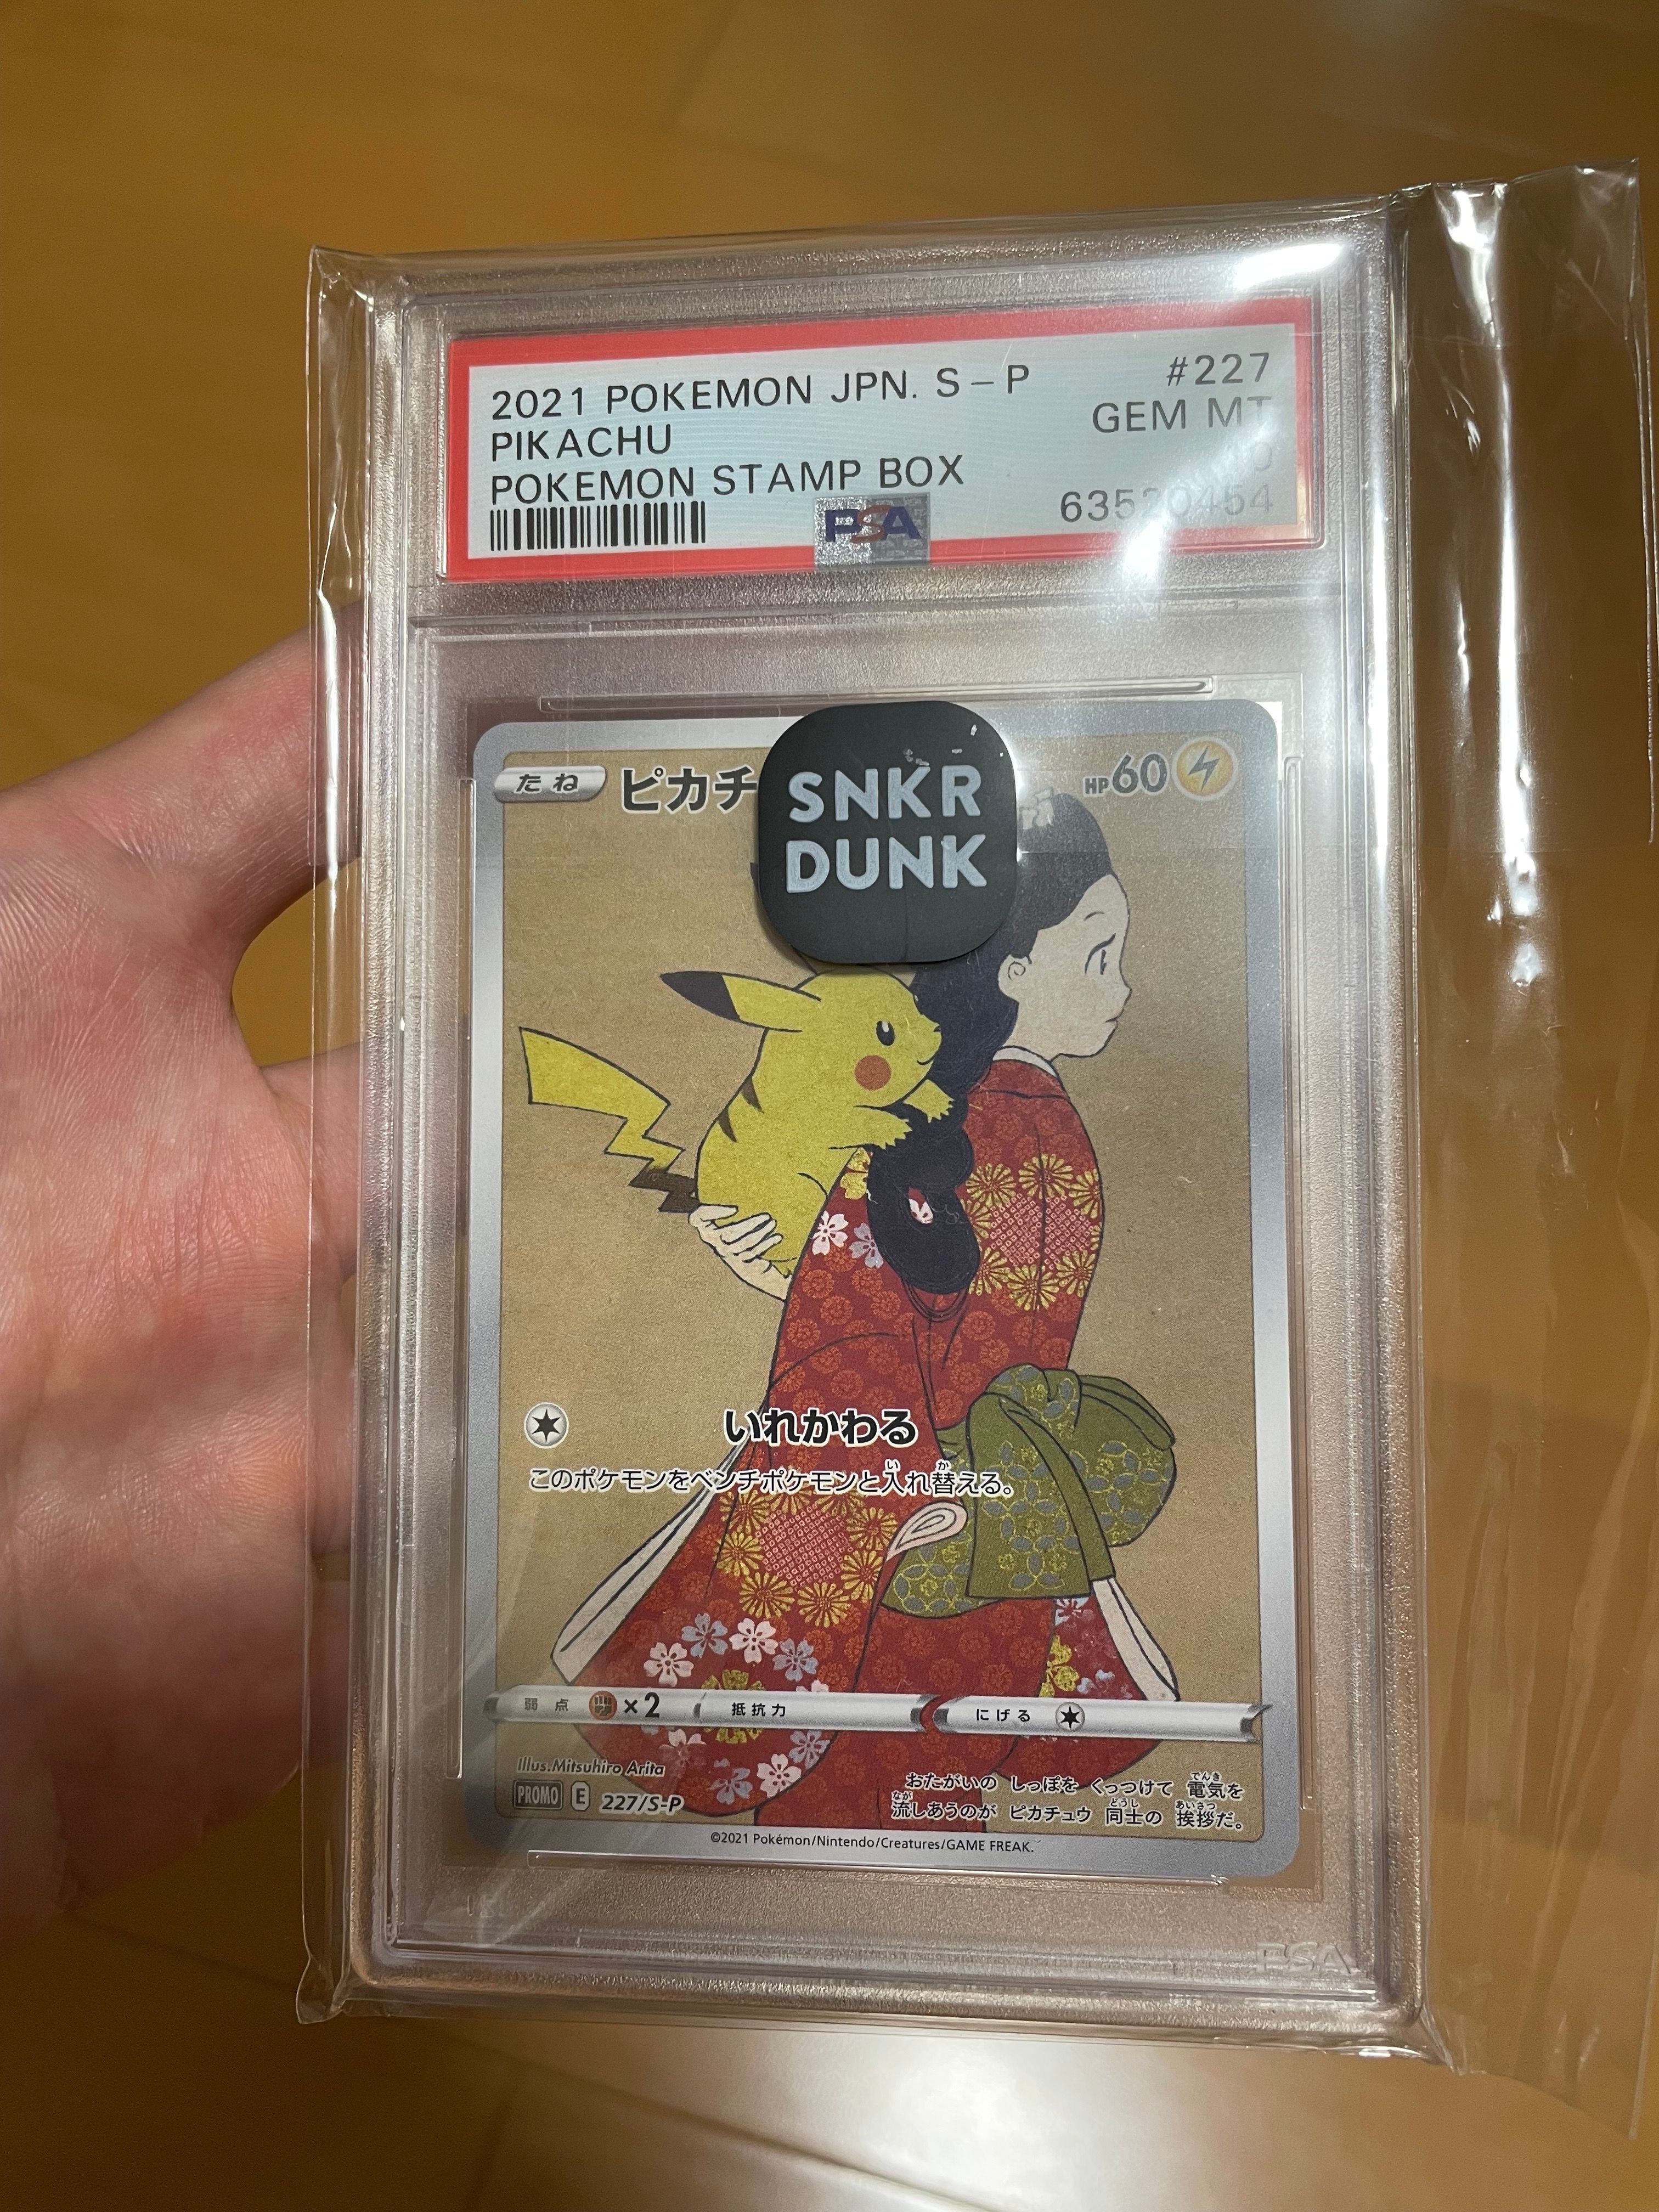 2021 POKEMON JPN. S-P #227
PIKACHU GEM MT
POKEMON STAMP BOX
PSA
たね ピカチ HP60
SNKR
DUNK
いれかわる
このポケモンをベンチポケモンと入れ替える。
弱点 ×2 抵抗力 にげる
Illus.Mitsuhiro Arita
PROMO E 227/S-P
おたがいの しっぽを くっつけて 電気を
流しあうのが ピカチュウ 同士の 挨拶だ。
©2021 Pokémon/Nintendo/Creatures/GAME FREAK.
PSA